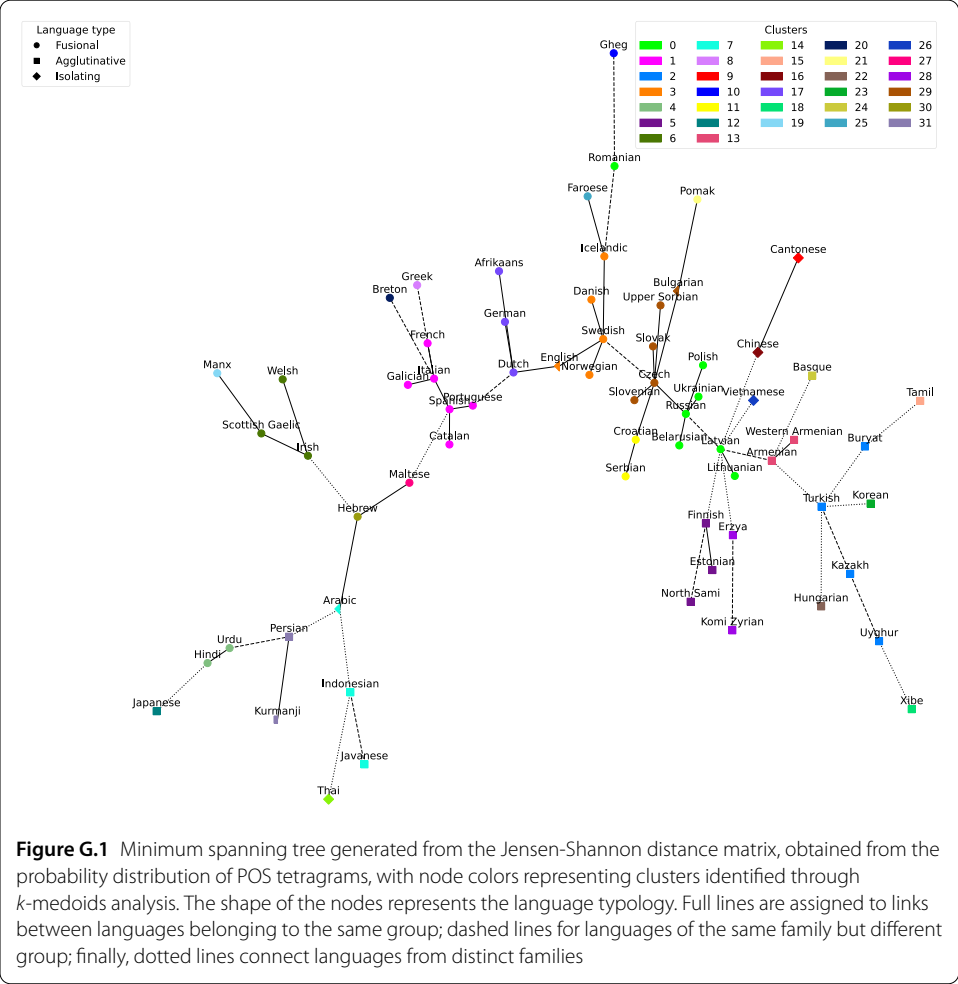 Language type
Fusional
Agglutinative
Isolating
Clusters
0 7 14 20 26
1 8 15 21 27
2 9 16 22 28
3 10 17 23 29
4 11 18 24 30
5 12 19 25 31
6 13
Gheg
Romanian
Faroese
Pomak
Icelandic
Cantonese
Afrikaans
Greek
Breton
Danish
Bulgarian
Upper Sorbian
German
French
Swedish
Slovak
Chinese
Polish
Manx
Welsh
Galician
Italian
Dutch
English
Norwegian
Czech
Basque
Spanish
Portuguese
Slovenian
Ukrainian
Russian
Vietnamese
Tamil
Scottish Gaelic
Irish
Catalan
Croatian
Belarusian
Latvian
Western Armenian
Armenian
Buryat
Maltese
Serbian
Lithuanian
Hebrew
Turkish
Korean
Finnish
Erzya
Estonian
Kazakh
North Sami
Hungarian
Arabic
Komi Zyrian
Uyghur
Persian
Urdu
Hindi
Indonesian
Japanese
Kurmanji
Xibe
Javanese
Thai
Figure G.1 Minimum spanning tree generated from the Jensen-Shannon distance matrix, obtained from the
probability distribution of POS tetragrams, with node colors representing clusters identified through
k-medoids analysis. The shape of the nodes represents the language typology. Full lines are assigned to links
between languages belonging to the same group; dashed lines for languages of the same family but different
group; finally, dotted lines connect languages from distinct families